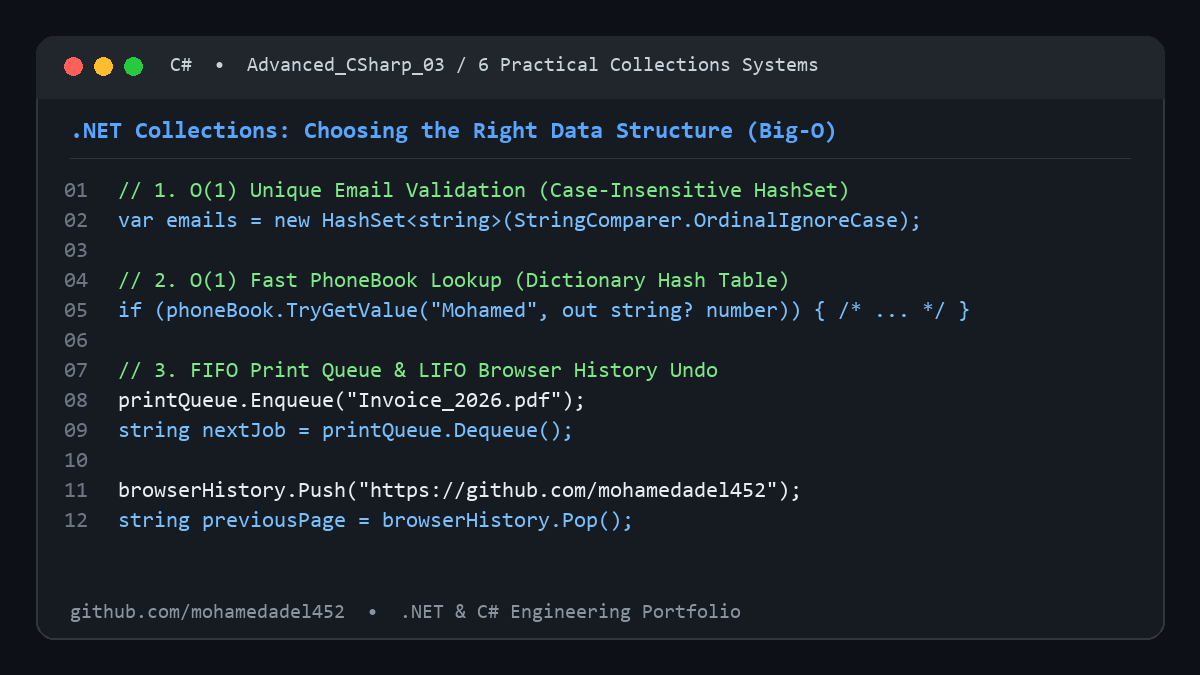 C# • Advanced_CSharp_03 / 6 Practical Collections Systems
.NET Collections: Choosing the Right Data Structure (Big-O)
01 // 1. O(1) Unique Email Validation (Case-Insensitive HashSet)
02 var emails = new HashSet<string>(StringComparer.OrdinalIgnoreCase);
03
04 // 2. O(1) Fast PhoneBook Lookup (Dictionary Hash Table)
05 if (phoneBook.TryGetValue("Mohamed", out string? number)) { /* ... */ }
06
07 // 3. FIFO Print Queue & LIFO Browser History Undo
08 printQueue.Enqueue("Invoice_2026.pdf");
09 string nextJob = printQueue.Dequeue();
10
11 browserHistory.Push("https://github.com/mohamedadel452");
12 string previousPage = browserHistory.Pop();
github.com/mohamedadel452 • .NET & C# Engineering Portfolio